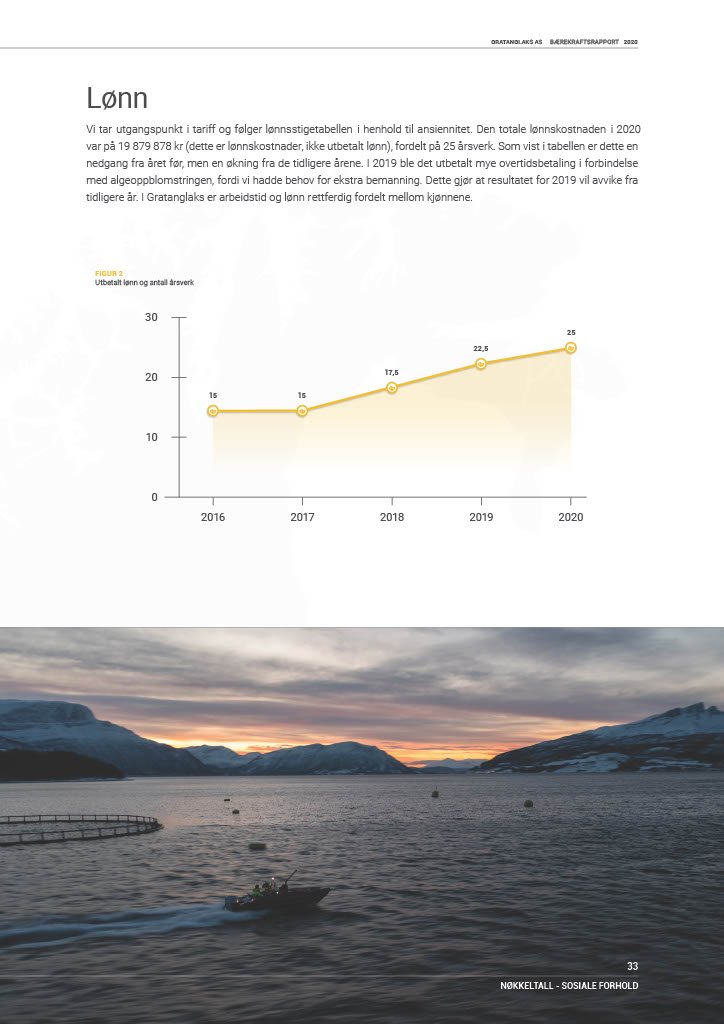 GRATANGLAKS AS BÆREKRAFTSRAPPORT 2020
Lønn
Vi tar utgangspunkt i tariff og følger lønnsstigetabellen i henhold til ansiennitet. Den totale lønnskostnaden i 2020
var på 19 879 878 kr (dette er lønnskostnader, ikke utbetalt lønn), fordelt på 25 årsverk. Som vist i tabellen er dette en
nedgang fra året før, men en økning fra de tidligere årene. I 2019 ble det utbetalt mye overtidsbetaling i forbindelse
med algeoppblomstringen, fordi vi hadde behov for ekstra bemanning. Dette gjør at resultatet for 2019 vil avvike fra
tidligere år. I Gratanglaks er arbeidstid og lønn rettferdig fordelt mellom kjønnene.
FIGUR 2
Utbetalt lønn og antall årsverk
30
20
10
0
15
15
17,5
22,5
25
2016 2017 2018 2019 2020
33
NØKKELTALL - SOSIALE FORHOLD